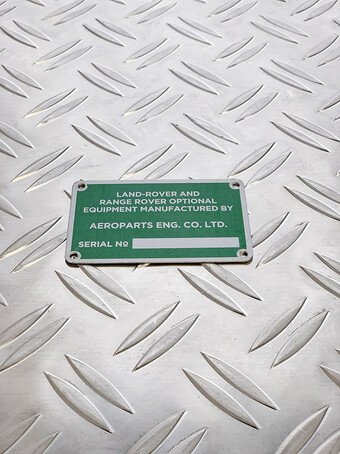 LAND-ROVER AND
RANGE ROVER OPTIONAL
EQUIPMENT MANUFACTURED BY
AEROPARTS ENG. CO. LTD.
SERIAL Nº